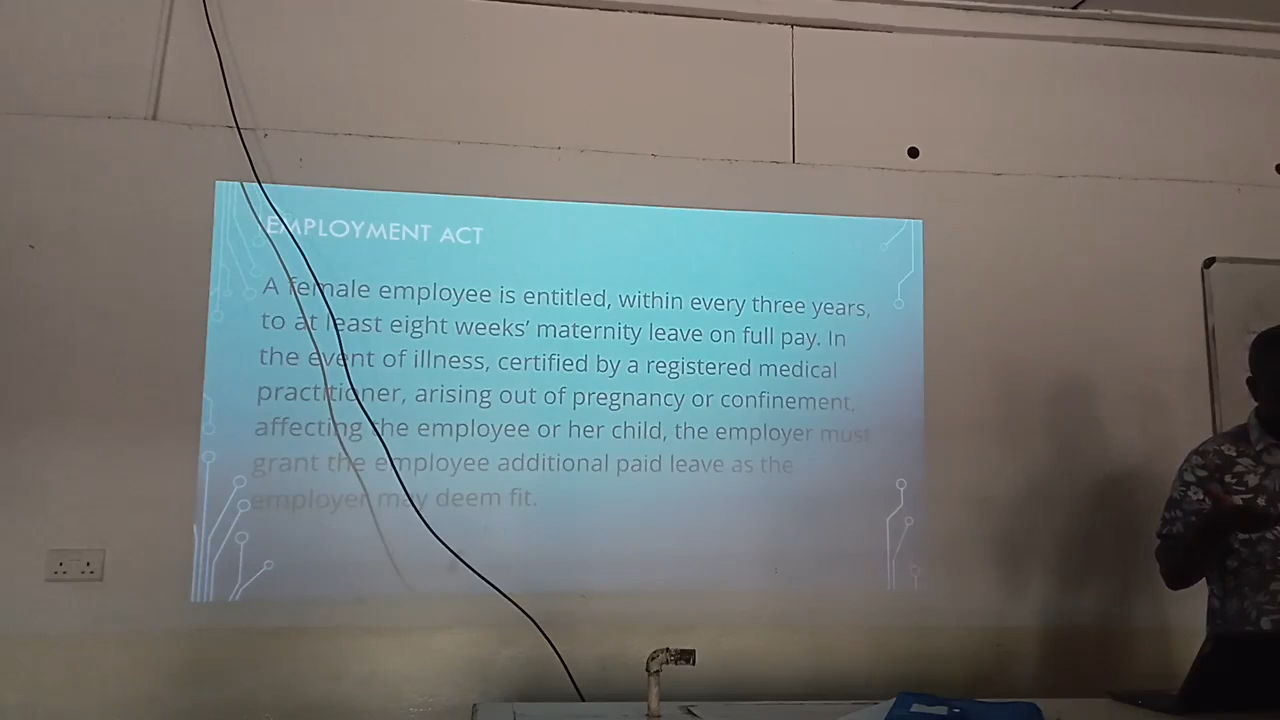 EMPLOYMENT ACT
A female employee is entitled, within every three years,
to at least eight weeks’ maternity leave on full pay. In
the event of illness, certified by a registered medical
practitioner, arising out of pregnancy or confinement,
affecting the employee or her child, the employer must
grant the employee additional paid leave as the
employer may deem fit.